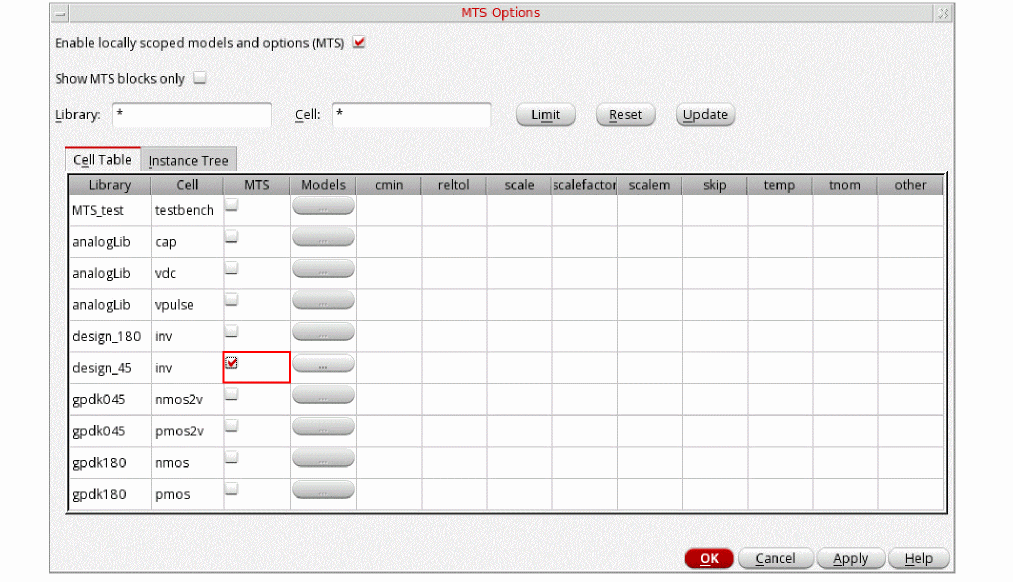 MTS Options
Enable locally scoped models and options (MTS)
Show MTS blocks only
Library: * Cell: * Limit Reset Update
Cell Table Instance Tree
Library Cell MTS Models cmin reltol scale scalefactor scalem skip temp tnom other
MTS_test testbench ...
analogLib cap ...
analogLib vdc ...
analogLib vpulse ...
design_180 inv ...
design_45 inv ...
gpdk045 nmos2v ...
gpdk045 pmos2v ...
gpdk180 nmos ...
gpdk180 pmos ...
OK Cancel Apply Help